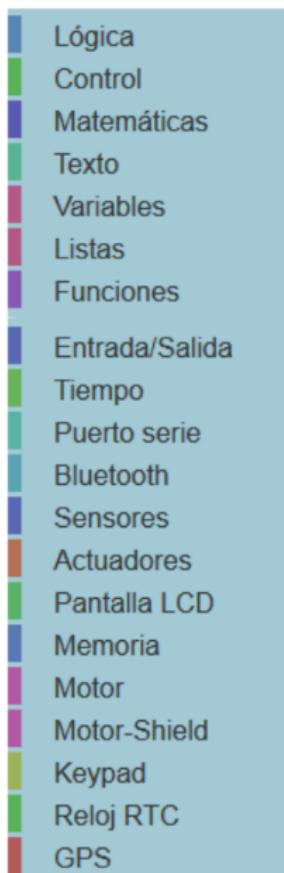 Lógica
Control
Matemáticas
Texto
Variables
Listas
Funciones
Entrada/Salida
Tiempo
Puerto serie
Bluetooth
Sensores
Actuadores
Pantalla LCD
Memoria
Motor
Motor-Shield
Keypad
Reloj RTC
GPS